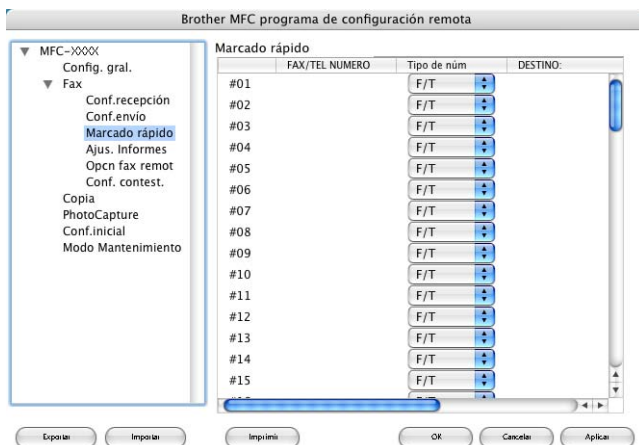 Brother MFC programa de configuración remota
MFC-XXXX
Config. gral.
Fax
Conf.recepción
Conf.envío
Marcado rápido
Ajus. Informes
Opcn fax remot
Conf. contest.
Copia
PhotoCapture
Conf.inicial
Modo Mantenimiento
Marcado rápido
FAX/TEL NUMERO Tipo de núm DESTINO:
#01 F/T
#02 F/T
#03 F/T
#04 F/T
#05 F/T
#06 F/T
#07 F/T
#08 F/T
#09 F/T
#10 F/T
#11 F/T
#12 F/T
#13 F/T
#14 F/T
#15 F/T
Exportar Importar Imprimir OK Cancelar Aplicar